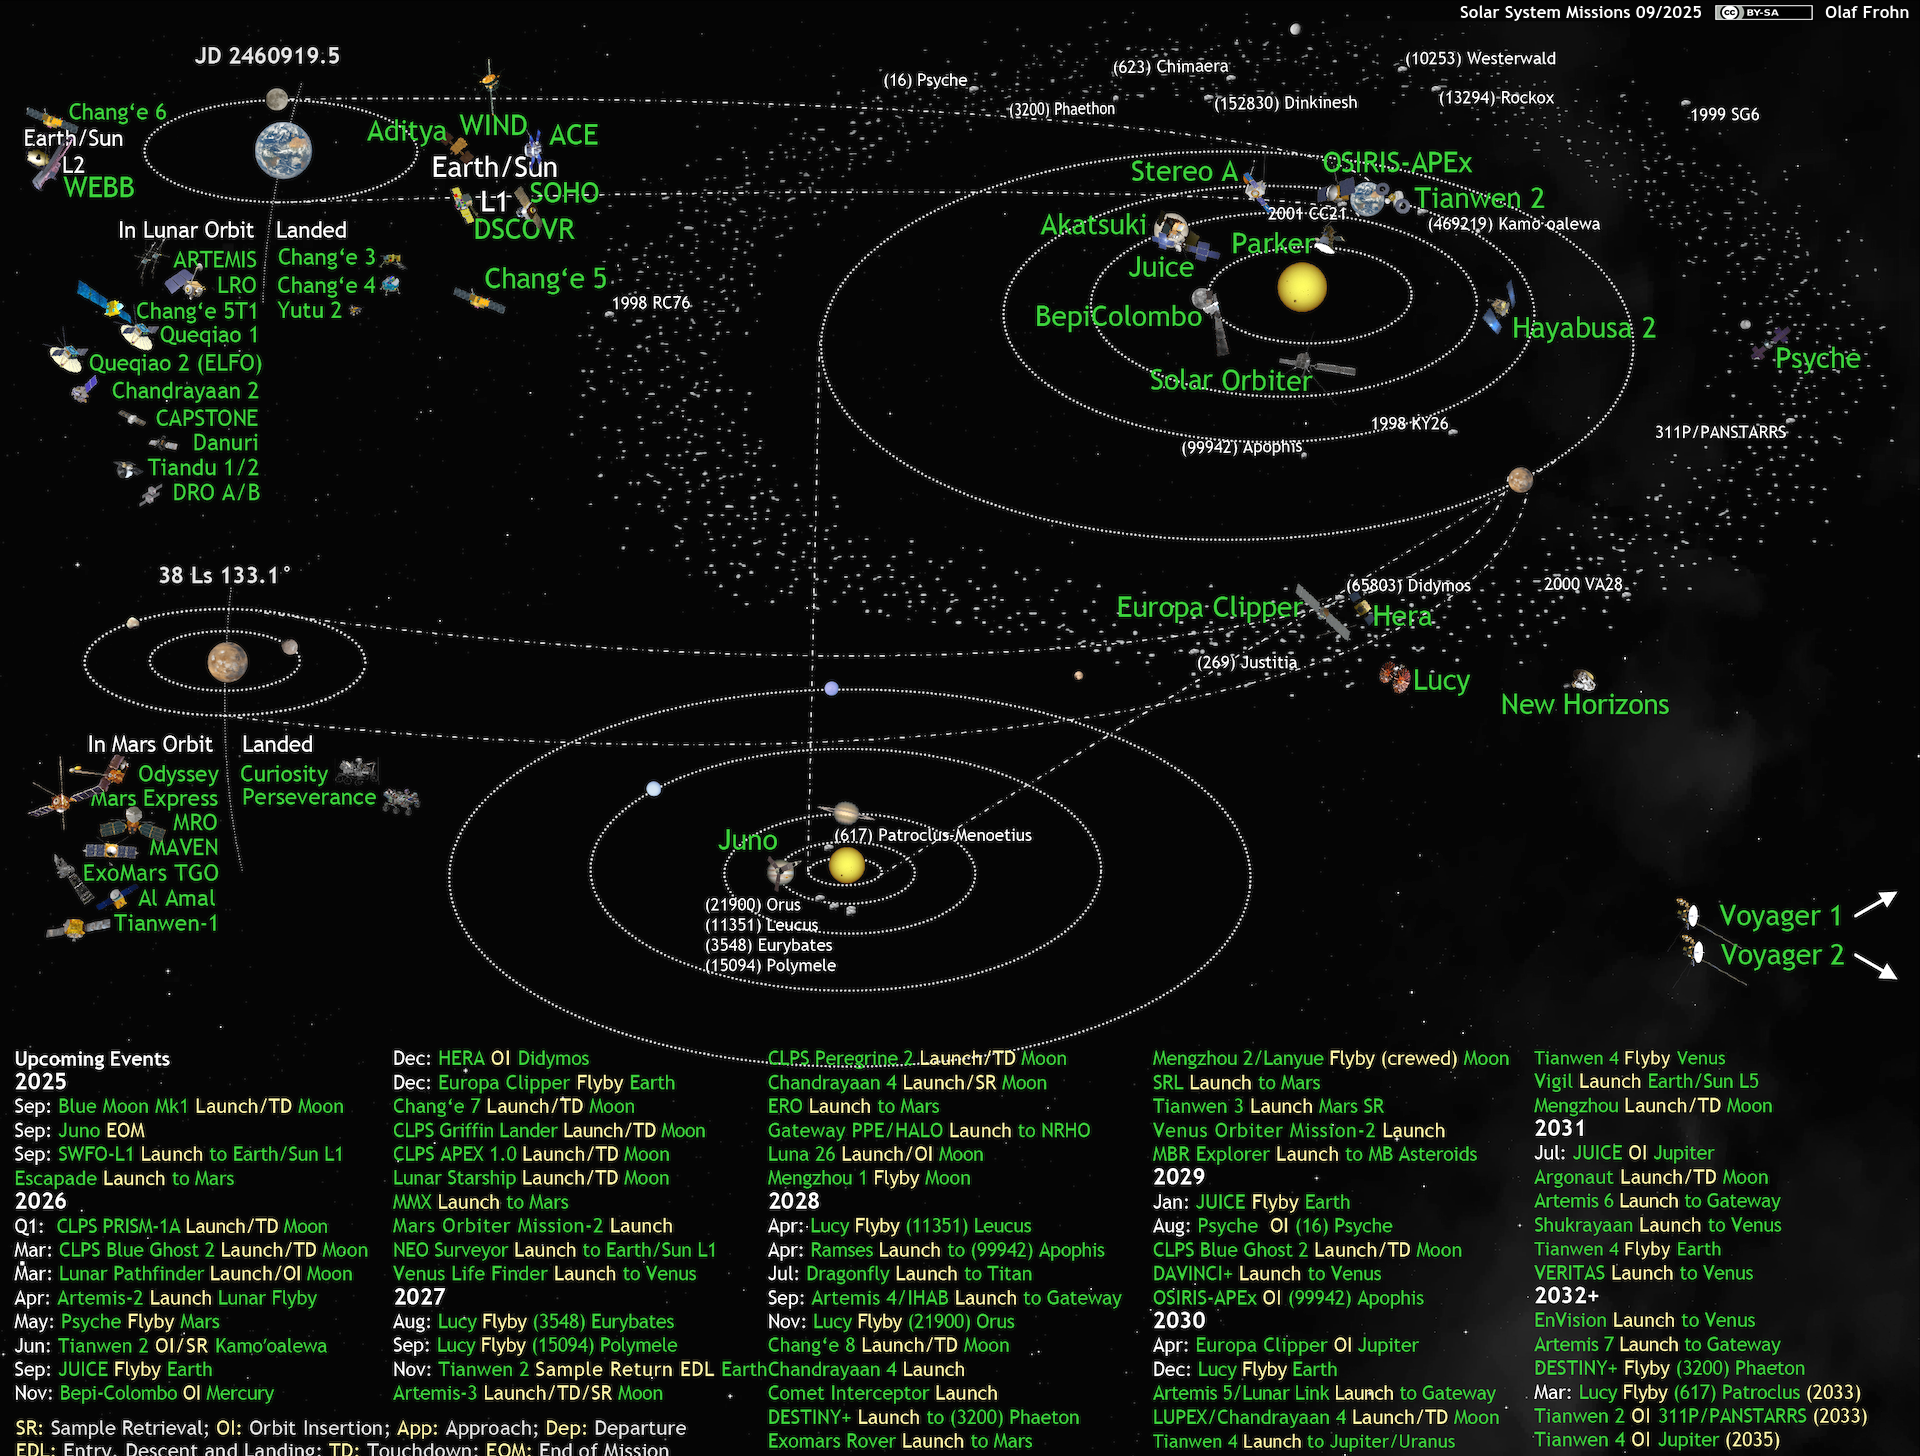 Solar System Missions 09/2025 cc BY-SA Olaf Frohn
JD 2460919.5
Chang‘e 6
Earth/Sun
L2
WEBB
Aditya
WIND
ACE
Earth/Sun
L1
SOHO
DSCOVR
Chang‘e 5
In Lunar Orbit
ARTEMIS
LRO
Chang‘e 5T1
Queqiao 1
Queqiao 2 (ELFO)
Chandrayaan 2
CAPSTONE
Danuri
Tiandu 1/2
DRO A/B
Landed
Chang‘e 3
Chang‘e 4
Yutu 2
(16) Psyche
(623) Chimaera
(10253) Westerwald
(3200) Phaethon
(152830) Dinkinesh
(13294) Rockox
1999 SG6
1998 RC76
Stereo A
OSIRIS-APEx
Tianwen 2
2001 CC21
(469219) Kamo‘oalewa
Akatsuki
Parker
Juice
BepiColombo
Hayabusa 2
Solar Orbiter
Psyche
1998 KY26
(99942) Apophis
311P/PANSTARRS
38 Ls 133.1°
Europa Clipper
(65803) Didymos
Hera
2000 VA28
(269) Justitia
Lucy
New Horizons
In Mars Orbit
Odyssey
Mars Express
MRO
MAVEN
ExoMars TGO
Al Amal
Tianwen-1
Landed
Curiosity
Perseverance
Juno
(617) Patroclus-Menoetius
(21900) Orus
(11351) Leucus
(3548) Eurybates
(15094) Polymele
Voyager 1
Voyager 2
Upcoming Events
2025
Sep: Blue Moon Mk1 Launch/TD Moon
Sep: Juno EOM
Sep: SWFO-L1 Launch to Earth/Sun L1
Escapade Launch to Mars
2026
Q1: CLPS PRISM-1A Launch/TD Moon
Mar: CLPS Blue Ghost 2 Launch/TD Moon
Mar: Lunar Pathfinder Launch/OI Moon
Apr: Artemis-2 Launch Lunar Flyby
May: Psyche Flyby Mars
Jun: Tianwen 2 OI/SR Kamo‘oalewa
Sep: JUICE Flyby Earth
Nov: Bepi-Colombo OI Mercury
Dec: HERA OI Didymos
Dec: Europa Clipper Flyby Earth
Chang‘e 7 Launch/TD Moon
CLPS Griffin Lander Launch/TD Moon
CLPS APEX 1.0 Launch/TD Moon
Lunar Starship Launch/TD Moon
MMX Launch to Mars
Mars Orbiter Mission-2 Launch
NEO Surveyor Launch to Earth/Sun L1
Venus Life Finder Launch to Venus
2027
Aug: Lucy Flyby (3548) Eurybates
Sep: Lucy Flyby (15094) Polymele
Nov: Tianwen 2 Sample Return EDL Earth
Artemis-3 Launch/TD/SR Moon
CLPS Peregrine 2 Launch/TD Moon
Chandrayaan 4 Launch/SR Moon
ERO Launch to Mars
Gateway PPE/HALO Launch to NRHO
Luna 26 Launch/OI Moon
Mengzhou 1 Flyby Moon
2028
Apr: Lucy Flyby (11351) Leucus
Apr: Ramses Launch to (99942) Apophis
Jul: Dragonfly Launch to Titan
Sep: Artemis 4/IHAB Launch to Gateway
Nov: Lucy Flyby (21900) Orus
Chang‘e 8 Launch/TD Moon
Chandrayaan 4 Launch
Comet Interceptor Launch
DESTINY+ Launch to (3200) Phaeton
Exomars Rover Launch to Mars
Mengzhou 2/Lanyue Flyby (crewed) Moon
SRL Launch to Mars
Tianwen 3 Launch Mars SR
Venus Orbiter Mission-2 Launch
MBR Explorer Launch to MB Asteroids
2029
Jan: JUICE Flyby Earth
Aug: Psyche OI (16) Psyche
CLPS Blue Ghost 2 Launch/TD Moon
DAVINCI+ Launch to Venus
OSIRIS-APEx OI (99942) Apophis
2030
Apr: Europa Clipper OI Jupiter
Dec: Lucy Flyby Earth
Artemis 5/Lunar Link Launch to Gateway
LUPEX/Chandrayaan 4 Launch/TD Moon
Tianwen 4 Launch to Jupiter/Uranus
Tianwen 4 Flyby Venus
Vigil Launch Earth/Sun L5
Mengzhou Launch/TD Moon
2031
Jul: JUICE OI Jupiter
Argonaut Launch/TD Moon
Artemis 6 Launch to Gateway
Shukrayaan Launch to Venus
Tianwen 4 Flyby Earth
VERITAS Launch to Venus
2032+
EnVision Launch to Venus
Artemis 7 Launch to Gateway
DESTINY+ Flyby (3200) Phaeton
Mar: Lucy Flyby (617) Patroclus (2033)
Tianwen 2 OI 311P/PANSTARRS (2033)
Tianwen 4 OI Jupiter (2035)
SR: Sample Retrieval; OI: Orbit Insertion; App: Approach; Dep: Departure
EDL: Entry, Descent and Landing; TD: Touchdown; EOM: End of Mission